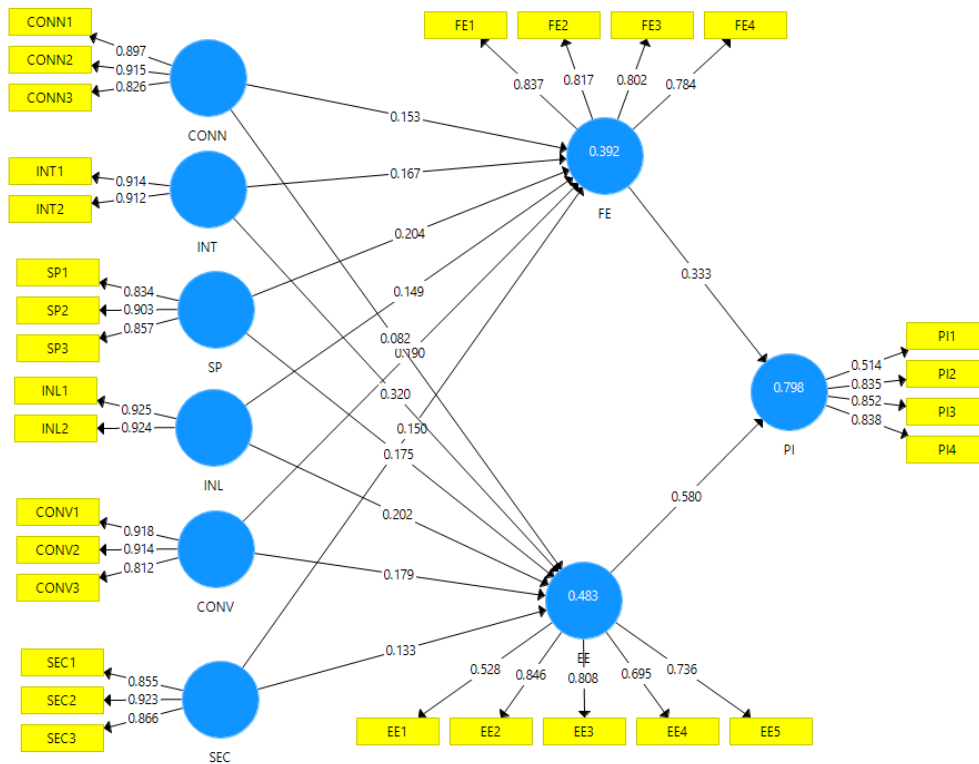 CONN1
CONN2
CONN3
0.897
0.915
0.826
CONN
INT1
INT2
0.914
0.912
INT
SP1
SP2
SP3
0.834
0.903
0.857
SP
INL1
INL2
0.925
0.924
INL
CONV1
CONV2
CONV3
0.918
0.914
0.812
CONV
SEC1
SEC2
SEC3
0.855
0.923
0.866
SEC
FE1
FE2
FE3
FE4
0.837
0.817
0.802
0.784
0.392
FE
0.153
0.167
0.204
0.149
0.082
0.190
0.320
0.150
0.175
0.202
0.179
0.133
0.333
0.580
0.798
PI
0.514
0.835
0.852
0.838
PI1
PI2
PI3
PI4
0.483
EE
0.528
0.846
0.808
0.695
0.736
EE1
EE2
EE3
EE4
EE5